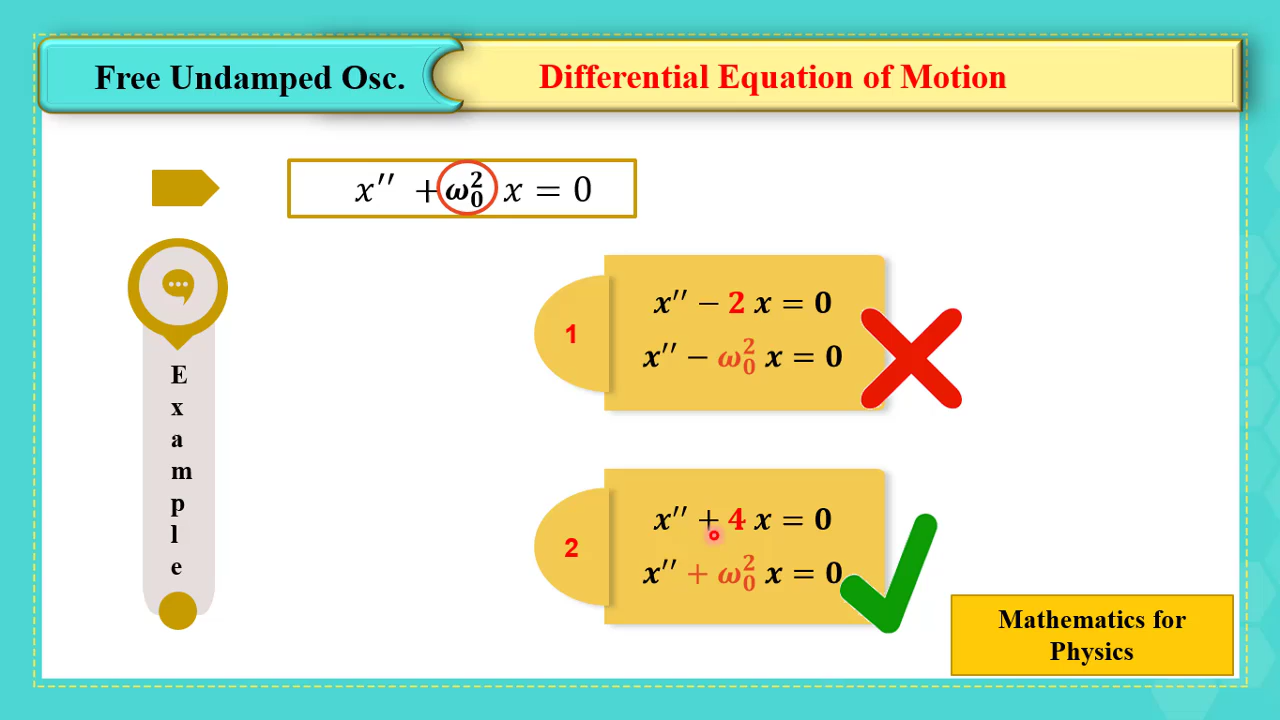 Free Undamped Osc.
Differential Equation of Motion
x′′ + ω₀² x = 0
Example
1
x′′ − 2 x = 0
x′′ − ω₀² x = 0
2
x′′ + 4 x = 0
x′′ + ω₀² x = 0
Mathematics for
Physics